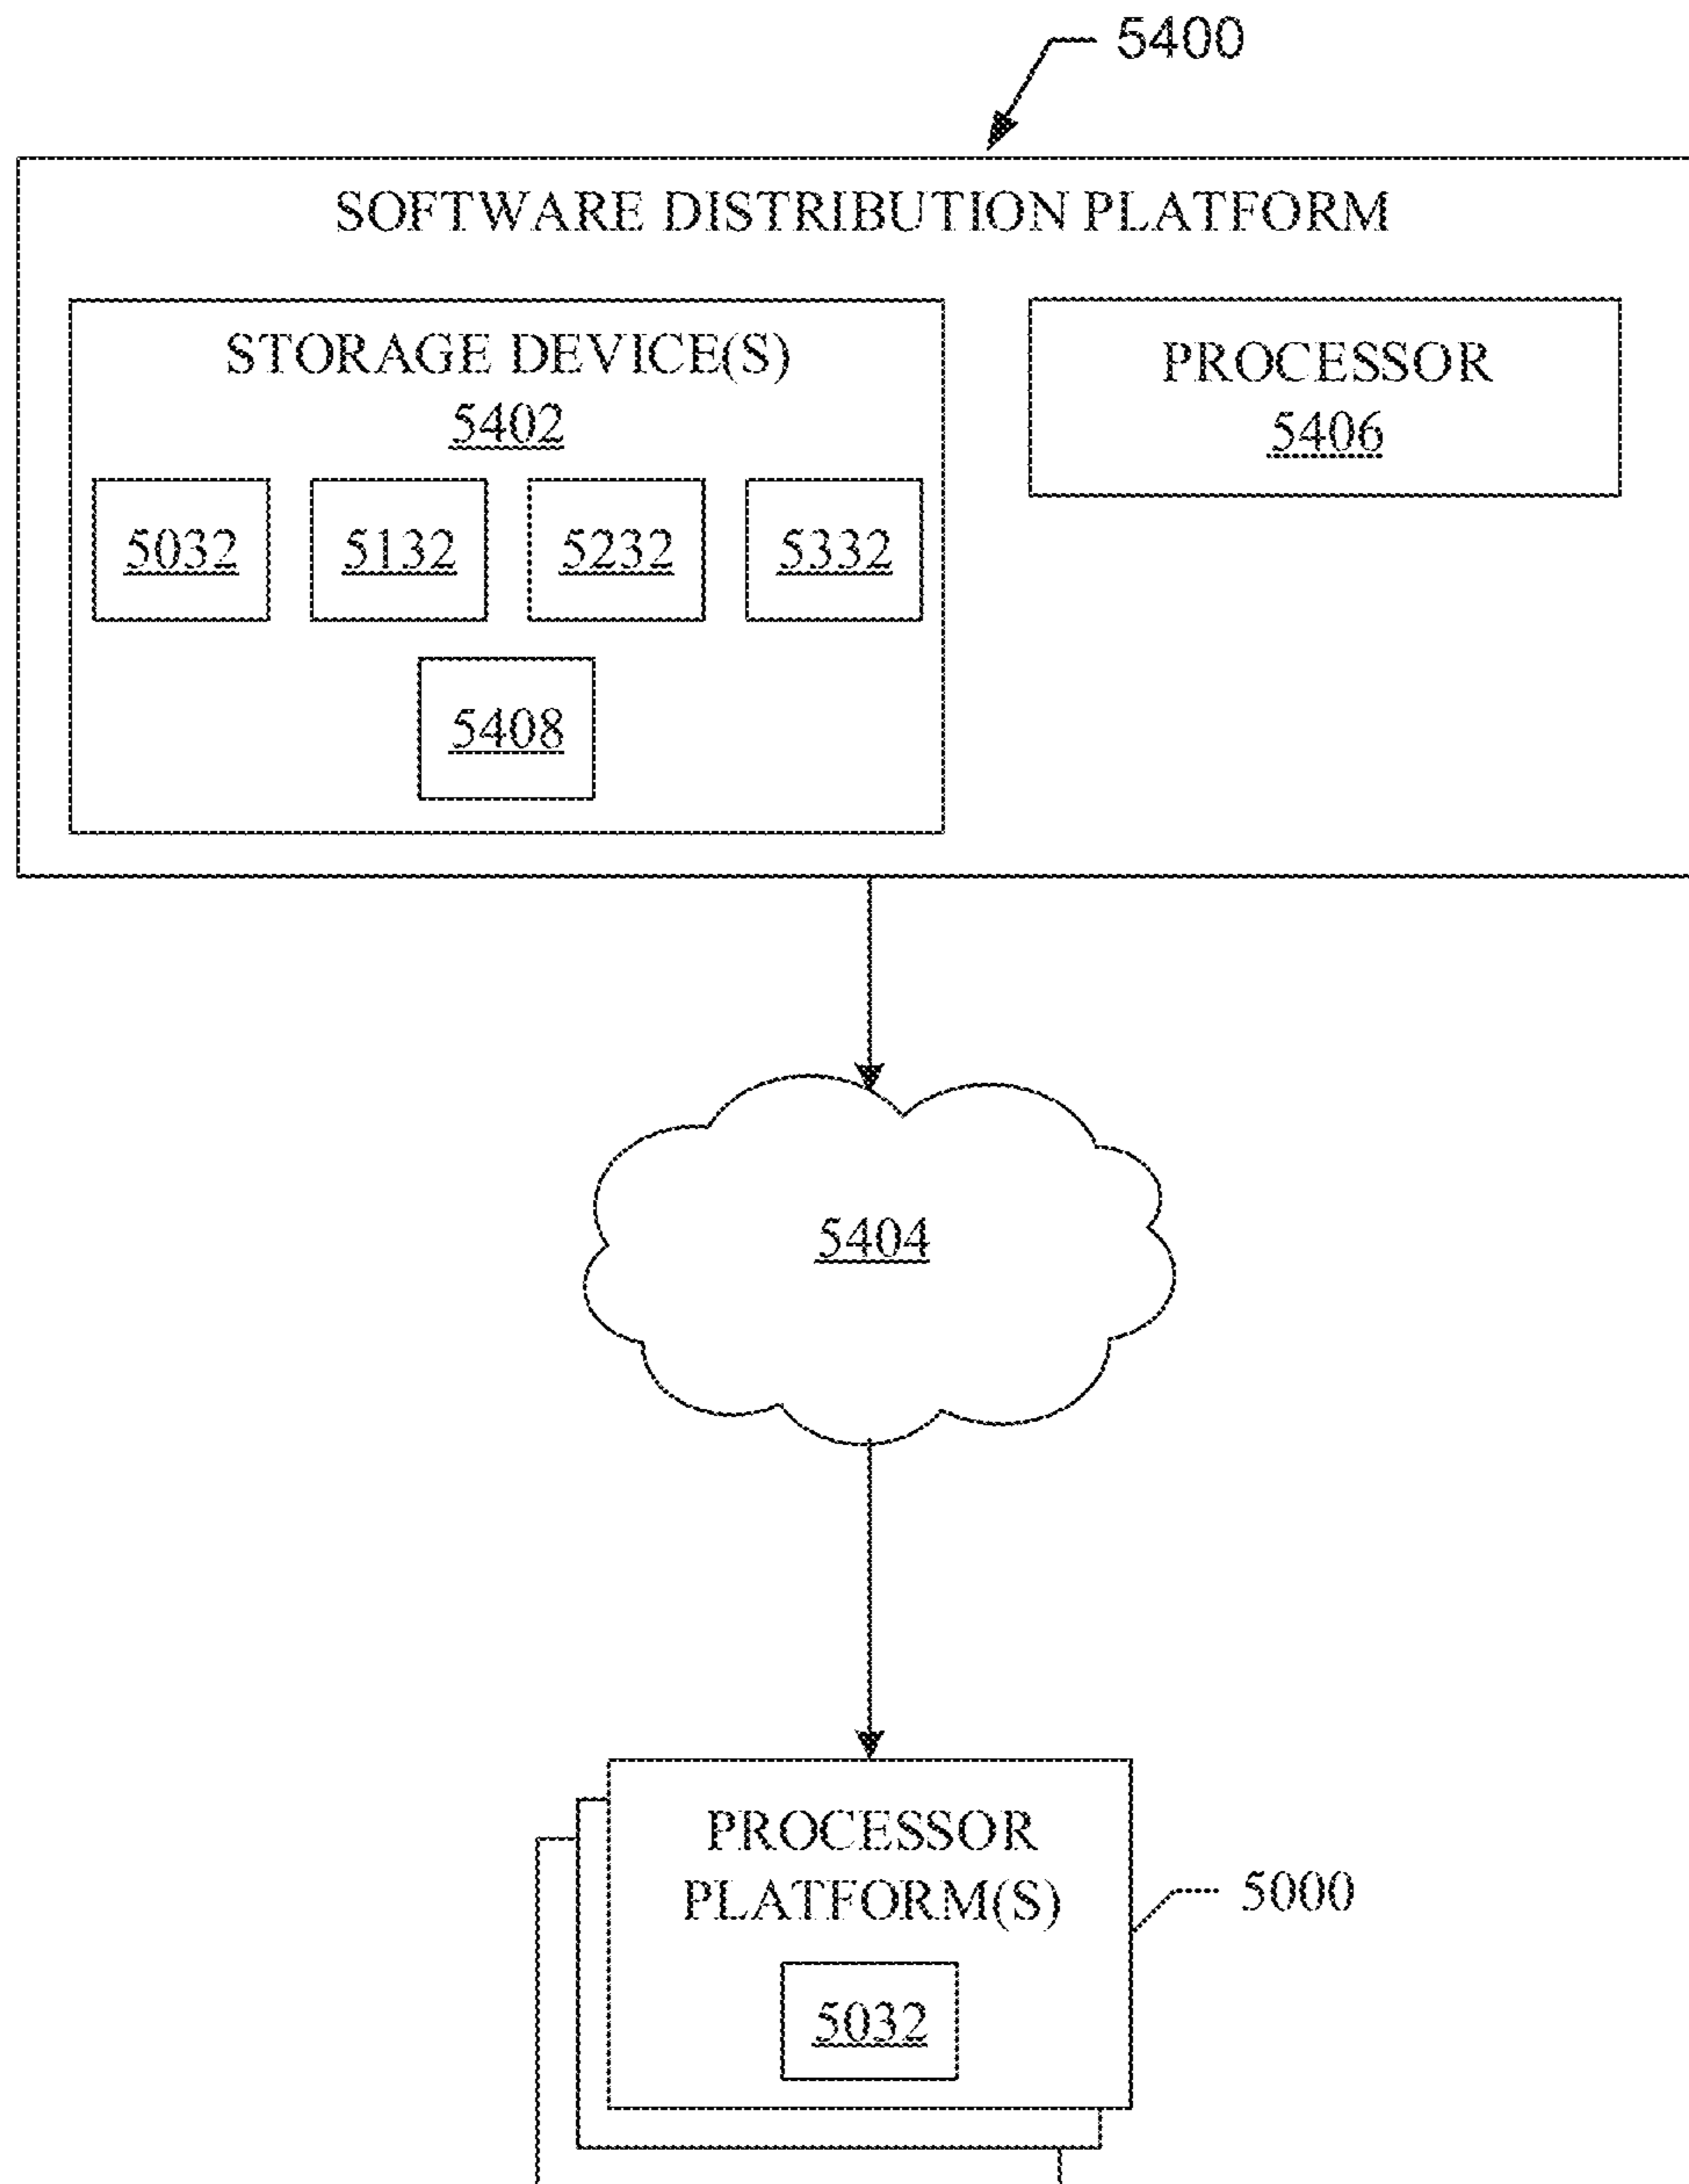 5400
SOFTWARE DISTRIBUTION PLATFORM
STORAGE DEVICE(S)
5402
PROCESSOR
5406
5032
5132
5232
5332
5408
5404
PROCESSOR
PLATFORM(S)
5000
5032